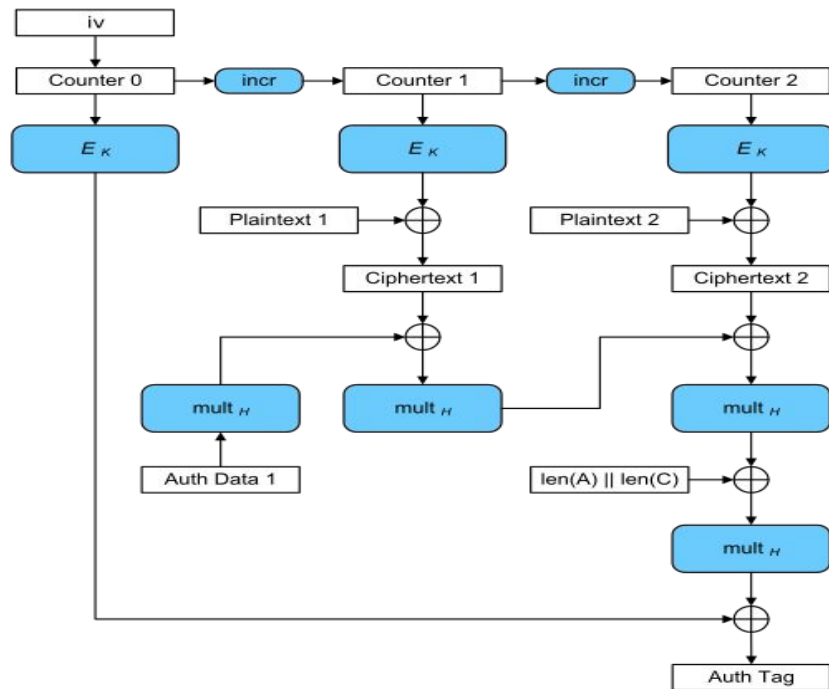 iv
Counter 0
incr
Counter 1
incr
Counter 2
E K
E K
E K
Plaintext 1
Plaintext 2
Ciphertext 1
Ciphertext 2
mult H
mult H
mult H
Auth Data 1
len(A) || len(C)
mult H
Auth Tag